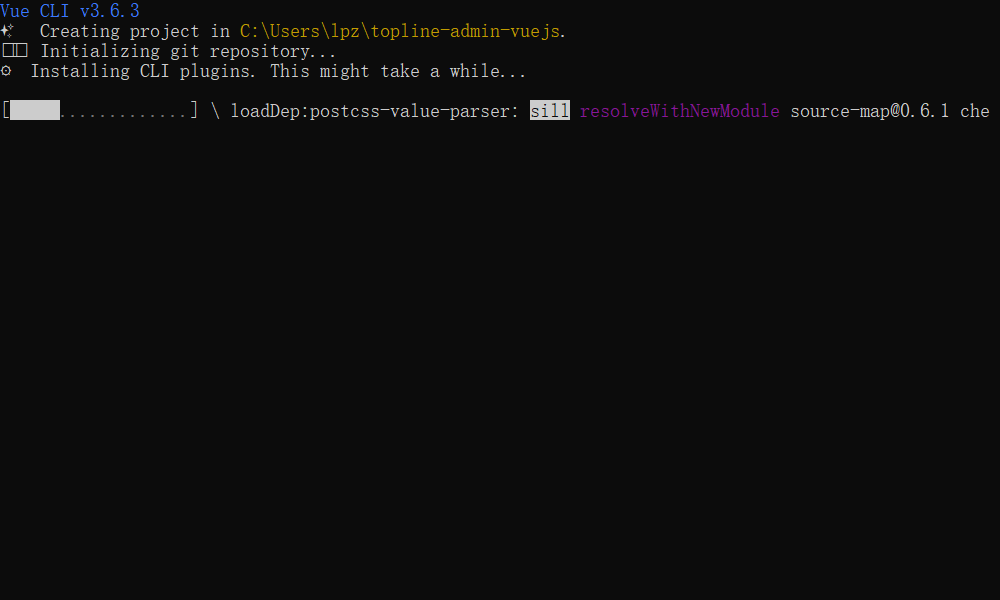 Vue CLI v3.6.3
✨  Creating project in C:\Users\lpz\topline-admin-vuejs.
□□ Initializing git repository...
⚙  Installing CLI plugins. This might take a while...
[     .............] \ loadDep:postcss-value-parser: sill resolveWithNewModule source-map@0.6.1 che